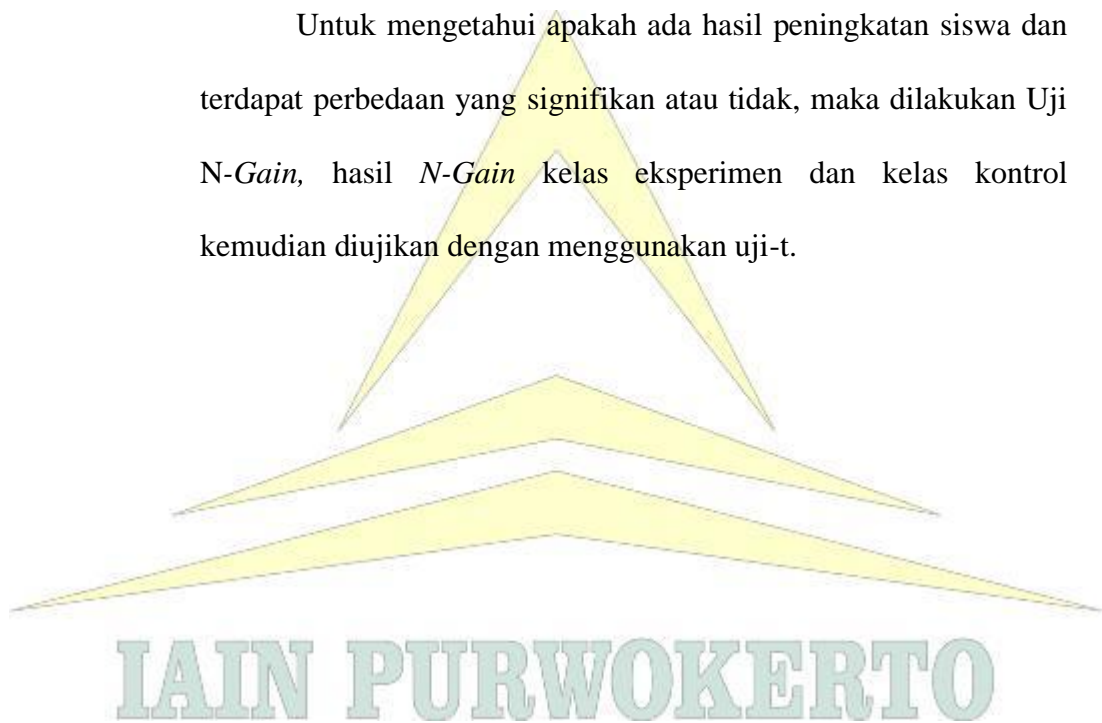 Untuk mengetahui apakah ada hasil peningkatan siswa dan
terdapat perbedaan yang signifikan atau tidak, maka dilakukan Uji
N-Gain, hasil N-Gain kelas eksperimen dan kelas kontrol
kemudian diujikan dengan menggunakan uji-t.
IAIN PURWOKERTO